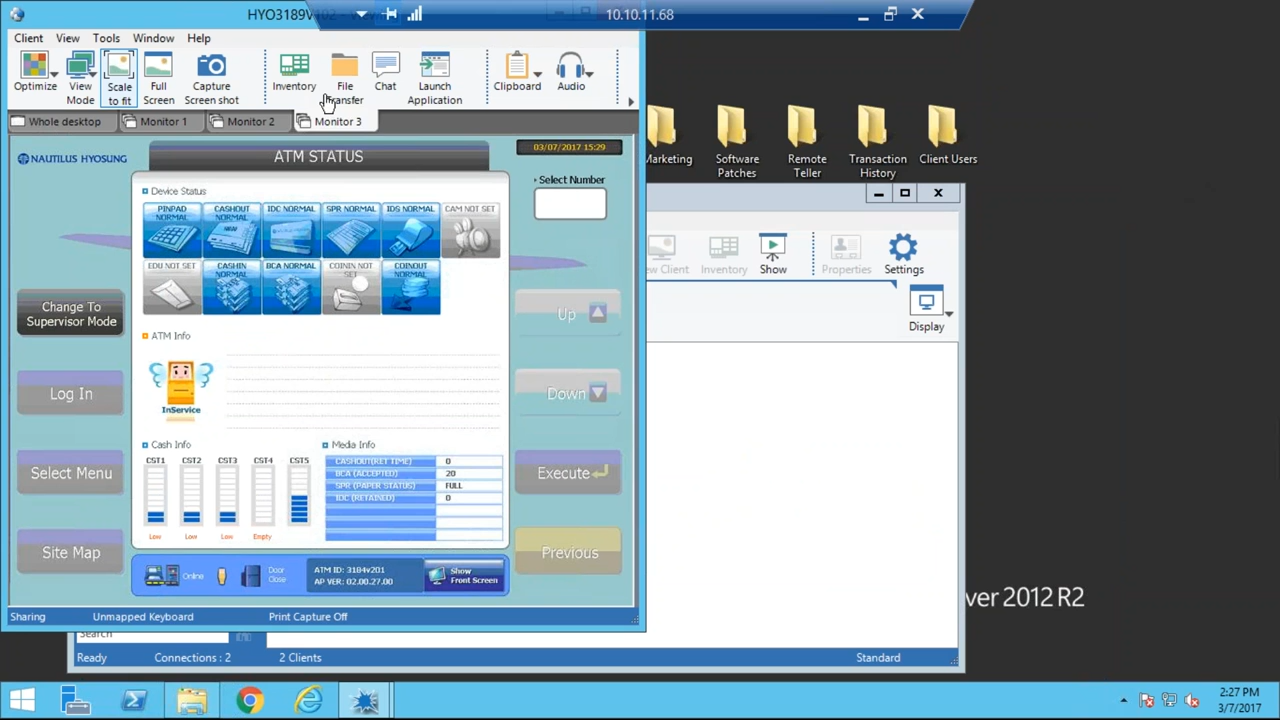 HYO3189V
10.10.11.68
Client View Tools Window Help
Optimize
View
Mode
Scale
to fit
Full
Screen
Capture
Screen shot
Inventory
File
Transfer
Chat
Launch
Application
Clipboard
Audio
Whole desktop
Monitor 1
Monitor 2
Monitor 3
NAUTILUS HYOSUNG
ATM STATUS
03/07/2017 15:29
Device Status
Select Number
PINPAD
NORMAL
CASHOUT
NORMAL
IDC NORMAL
SPR NORMAL
IDS NORMAL
CAM NOT SET
EDU NOT SET
CASHIN
NORMAL
BCA NORMAL
COININ NOT
SET
COINOUT
NORMAL
Change To
Supervisor Mode
Up
ATM Info
Log In
InService
Down
Cash Info
CST1 CST2 CST3 CST4 CST5
Low Low Low Empty
Media Info
CASHOUT(RET TIME) 0
BCA (ACCEPTED) 20
SPR (PAPER STATUS) FULL
IDC (RETAINED) 0
Select Menu
Execute
Site Map
Previous
Online
Door
Close
ATM ID: 3184v201
AP VER: 02.00.27.00
Show
Front Screen
Sharing
Unmapped Keyboard
Print Capture Off
Marketing
Software
Patches
Remote
Teller
Transaction
History
Client Users
Client
Inventory
Show
Properties
Settings
Display
ver 2012 R2
Search
Ready
Connections : 2
2 Clients
Standard
2:27 PM
3/7/2017